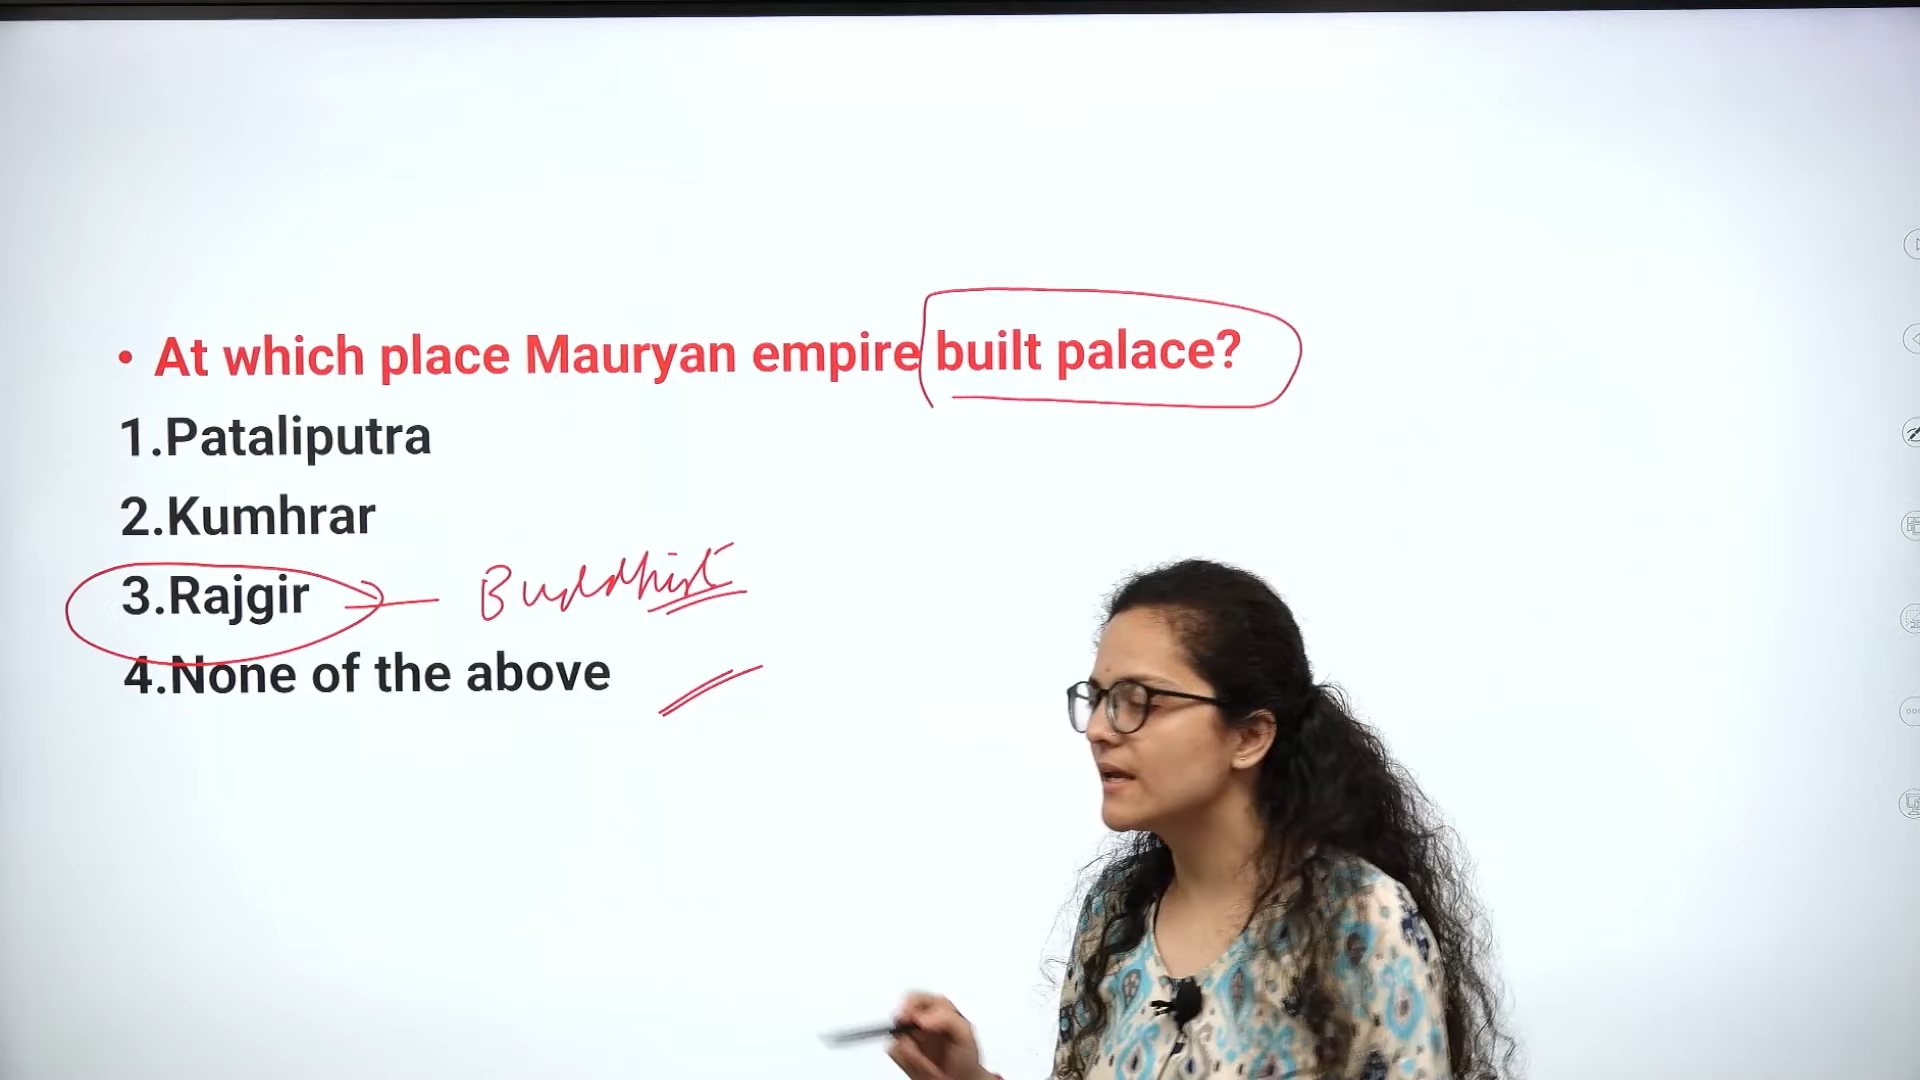 • At which place Mauryan empire built palace?
1.Pataliputra
2.Kumhrar
3.Rajgir Buddhist
4.None of the above